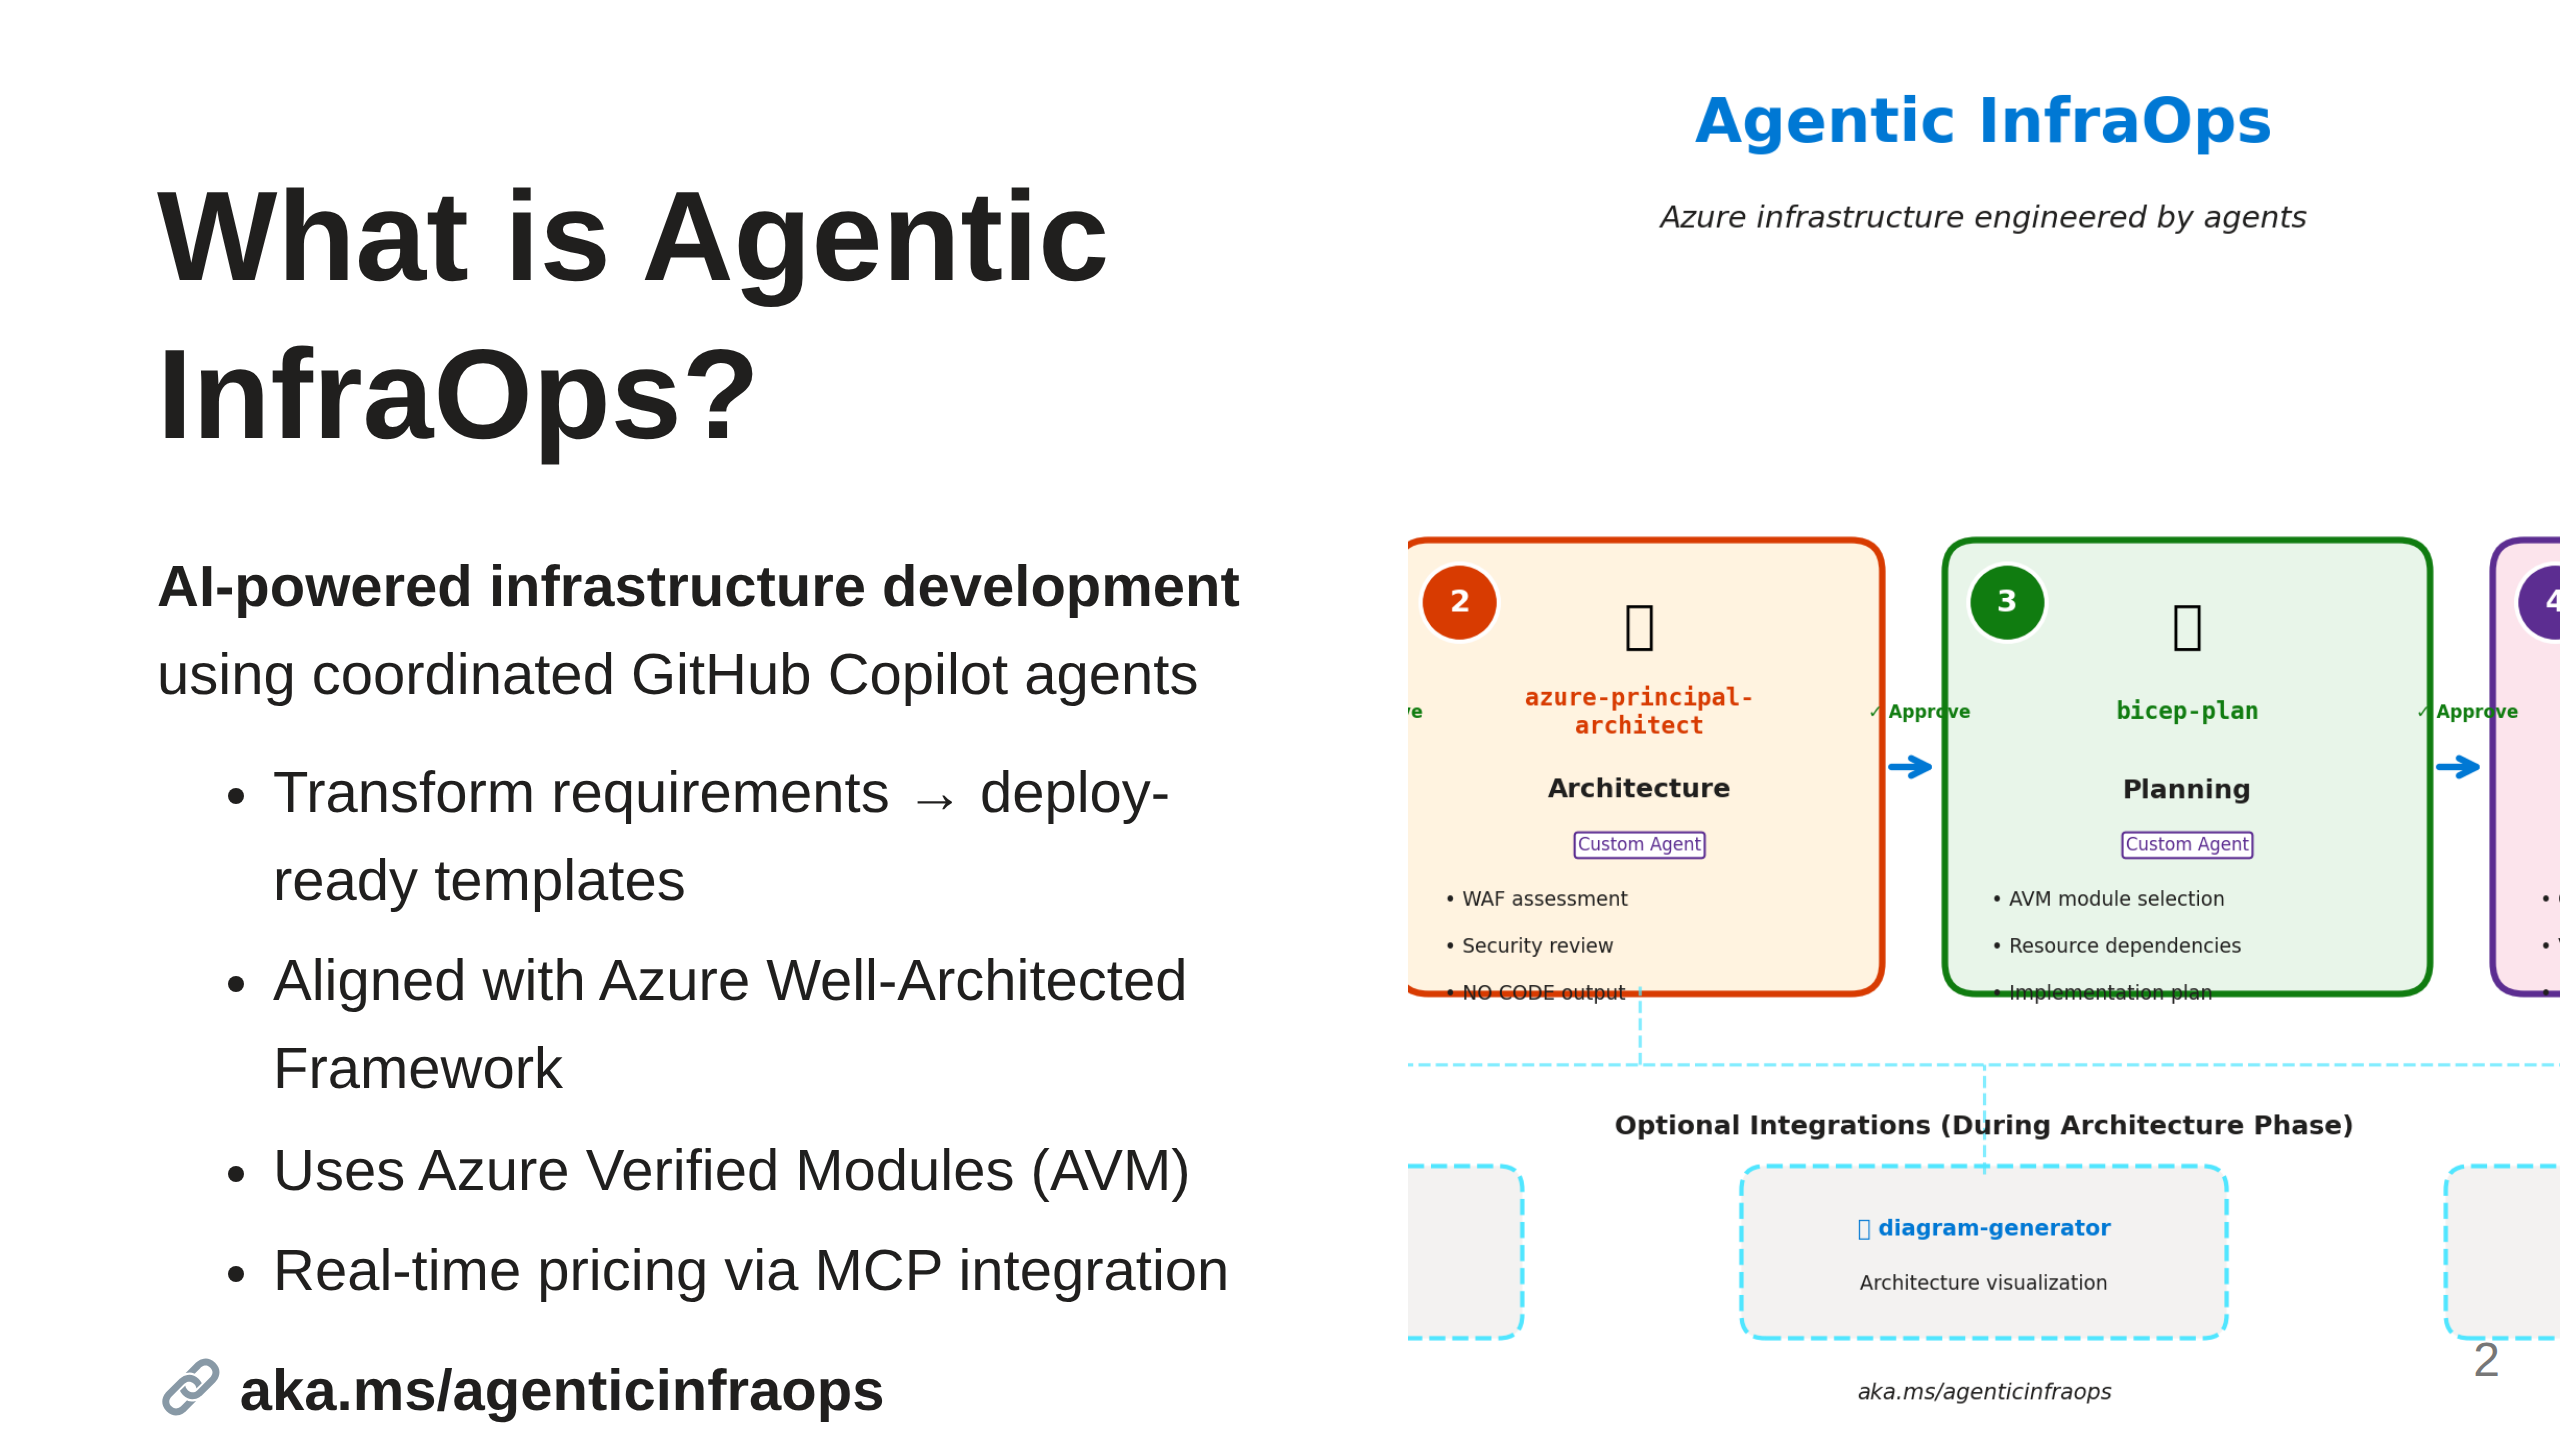 What is Agentic
InfraOps?
AI-powered infrastructure development
using coordinated GitHub Copilot agents
• Transform requirements → deploy-
ready templates
• Aligned with Azure Well-Architected
Framework
• Uses Azure Verified Modules (AVM)
• Real-time pricing via MCP integration
🔗 aka.ms/agenticinfraops
Agentic InfraOps
Azure infrastructure engineered by agents
2
azure-principal-
architect
Architecture
Custom Agent
• WAF assessment
• Security review
• NO CODE output
✓ Approve
3
bicep-plan
Planning
Custom Agent
• AVM module selection
• Resource dependencies
• Implementation plan
✓ Approve
4
Optional Integrations (During Architecture Phase)
diagram-generator
Architecture visualization
aka.ms/agenticinfraops
2